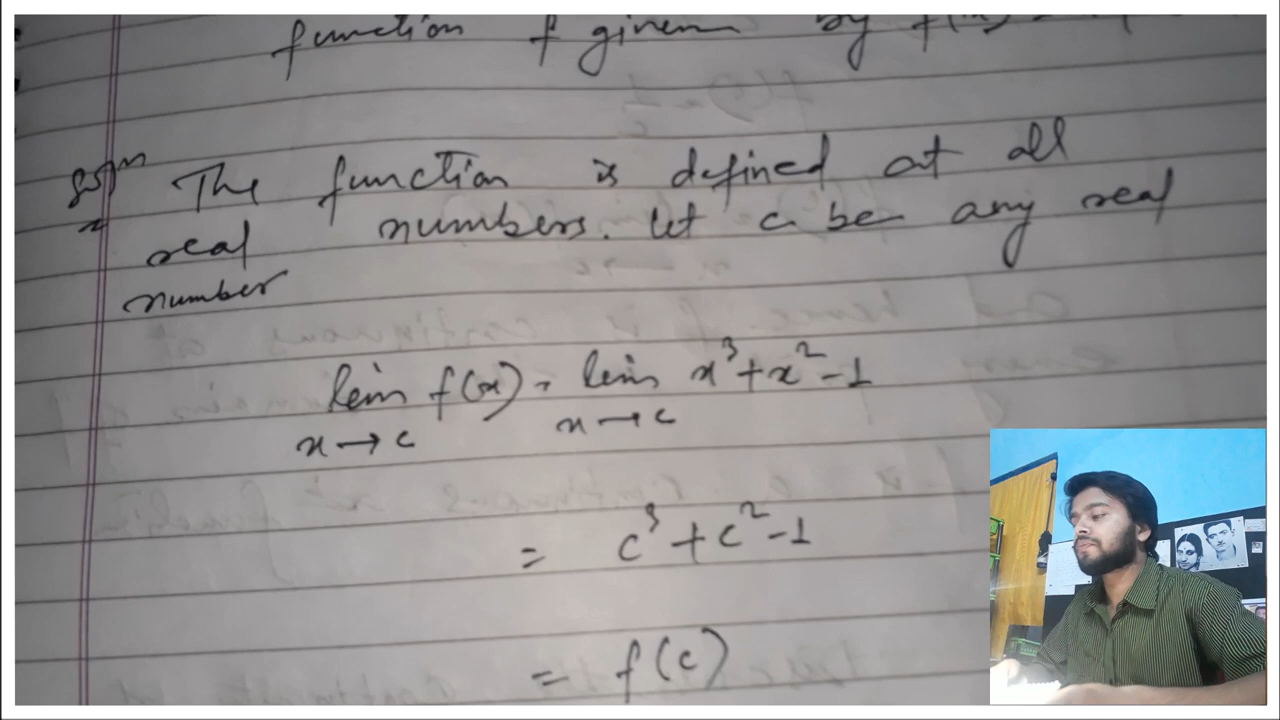 function f given by f(x)
Soln The function is defined at all
real numbers. let c be any real
number
lim f(x) = lim x³+x²-1
x→c x→c
= c³+c²-1
= f(c)